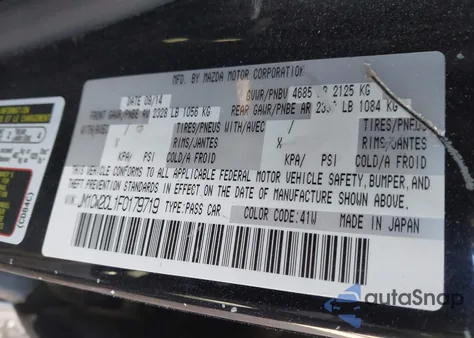 MFD. BY MAZDA MOTOR CORPORATION
DATE 09/14
GVWR/PNBV 4685 2125 KG
FRONT GAWR/PNBE AV 2328 LB 1056 KG
REAR GAWR/PNBE AR LB 1084 KG
WITH/AVEC / TIRES/PNEUS WITH/AVEC/ / TIRES/PNEUS
X RIMS/JANTES X RIMS/JANTES
KPA/ PSI COLD/A FROID KPA/ PSI COLD/A FROID
THIS VEHICLE CONFORMS TO ALL APPLICABLE FEDERAL MOTOR VEHICLE SAFETY, BUMPER, AND
THEFT PREVENTION STANDARDS IN EFFECT ON THE DATE OF MANUFACTURE SHOWN ABOVE.
JM1CW2CL1F0179719 TYPE:PASS CAR COLOR CODE:41W MADE IN JAPAN
(CD84C)
autoSnap